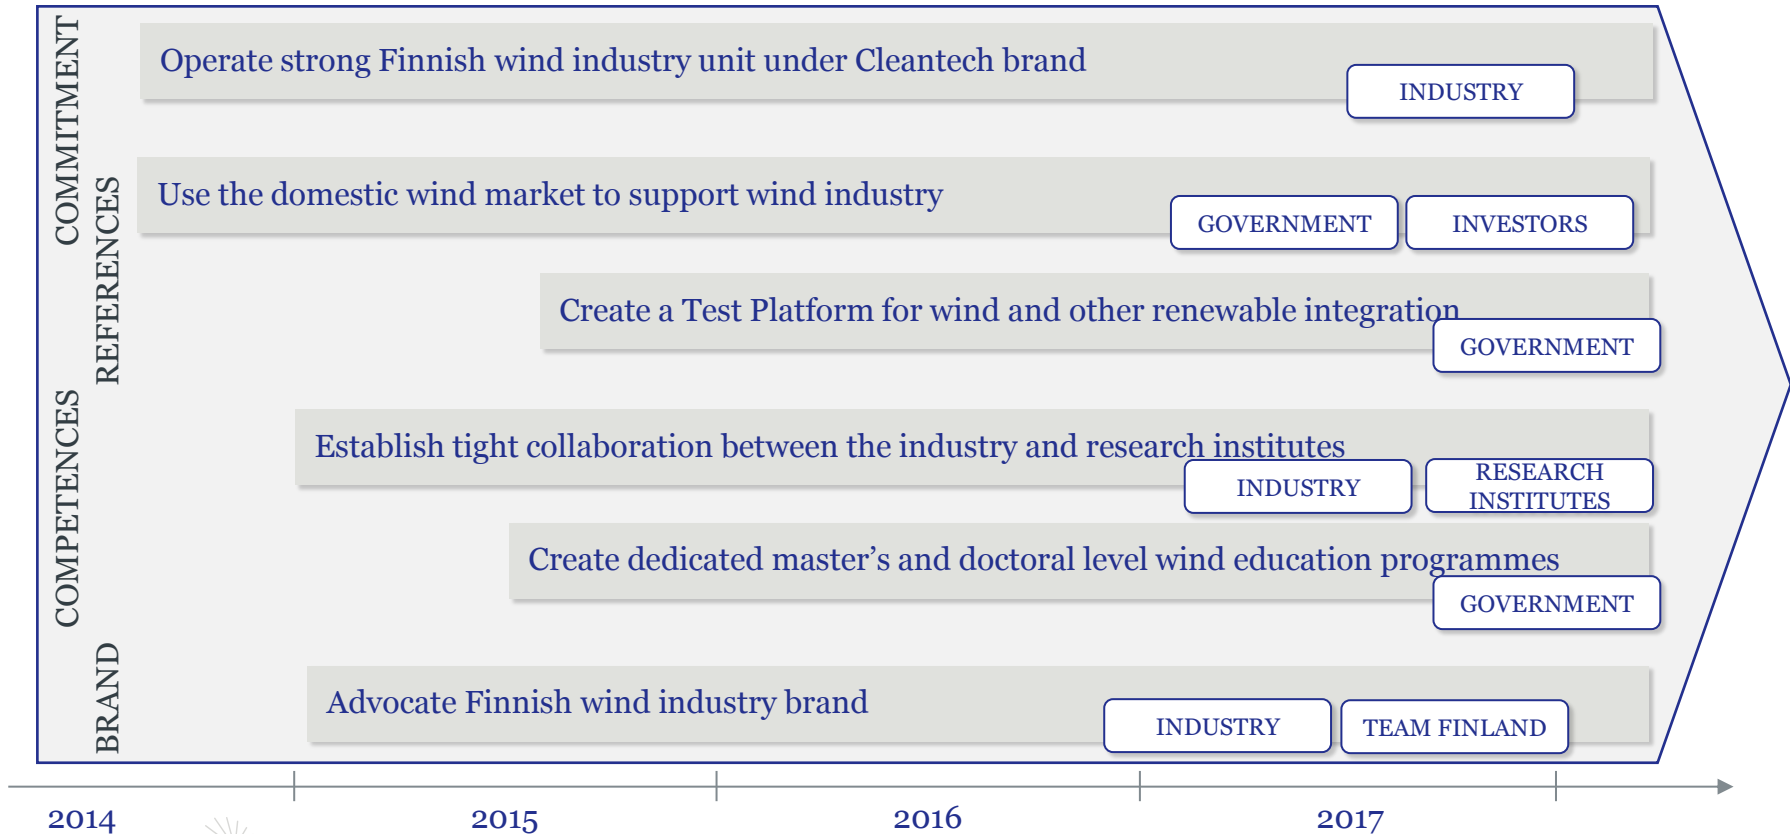 COMMITMENT
Operate strong Finnish wind industry unit under Cleantech brand
INDUSTRY
REFERENCES
Use the domestic wind market to support wind industry
GOVERNMENT
INVESTORS
Create a Test Platform for wind and other renewable integration
GOVERNMENT
COMPETENCES
Establish tight collaboration between the industry and research institutes
INDUSTRY
RESEARCH
INSTITUTES
Create dedicated master’s and doctoral level wind education programmes
GOVERNMENT
BRAND
Advocate Finnish wind industry brand
INDUSTRY
TEAM FINLAND
2014
2015
2016
2017